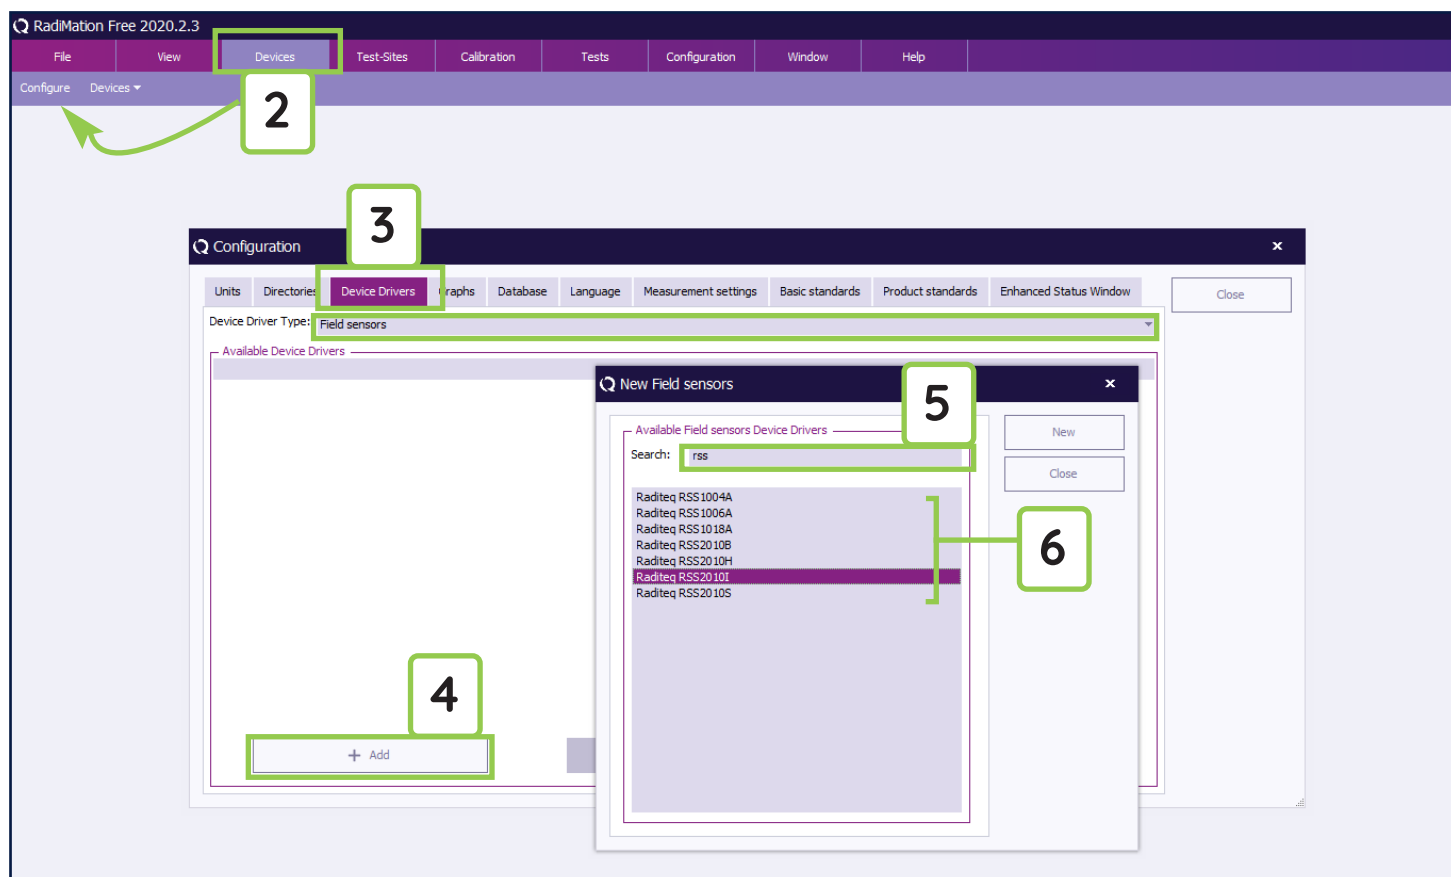 RadiMation Free 2020.2.3
File View Devices Test-Sites Calibration Tests Configuration Window Help
Configure Devices
2
3
Configuration
Units Directories Device Drivers Graphs Database Language Measurement settings Basic standards Product standards Enhanced Status Window
Close
Device Driver Type: Field sensors
Available Device Drivers
New Field sensors
5
Available Field sensors Device Drivers
New
Search: rss
Close
Raditeq RSS1004A
Raditeq RSS1006A
Raditeq RSS1018A
Raditeq RSS2010B
Raditeq RSS2010H
Raditeq RSS2010I
Raditeq RSS2010S
6
4
+ Add